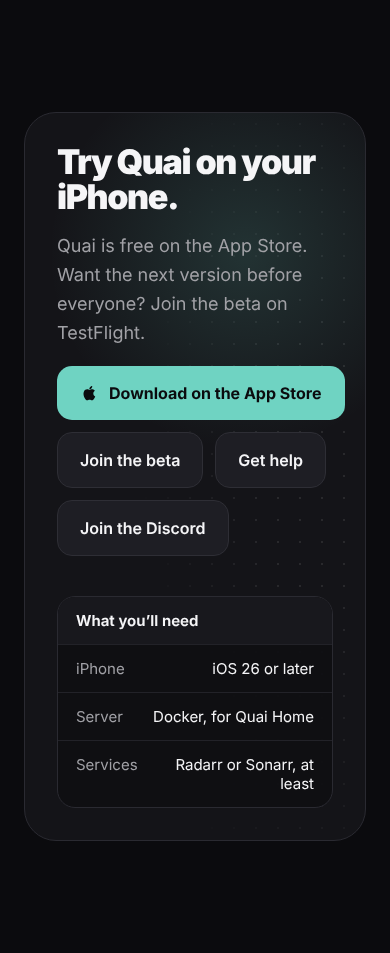 Try Quai on your
iPhone.
Quai is free on the App Store.
Want the next version before
everyone? Join the beta on
TestFlight.
Download on the App Store
Join the beta
Get help
Join the Discord
What you’ll need
iPhone
iOS 26 or later
Server
Docker, for Quai Home
Services
Radarr or Sonarr, at
least